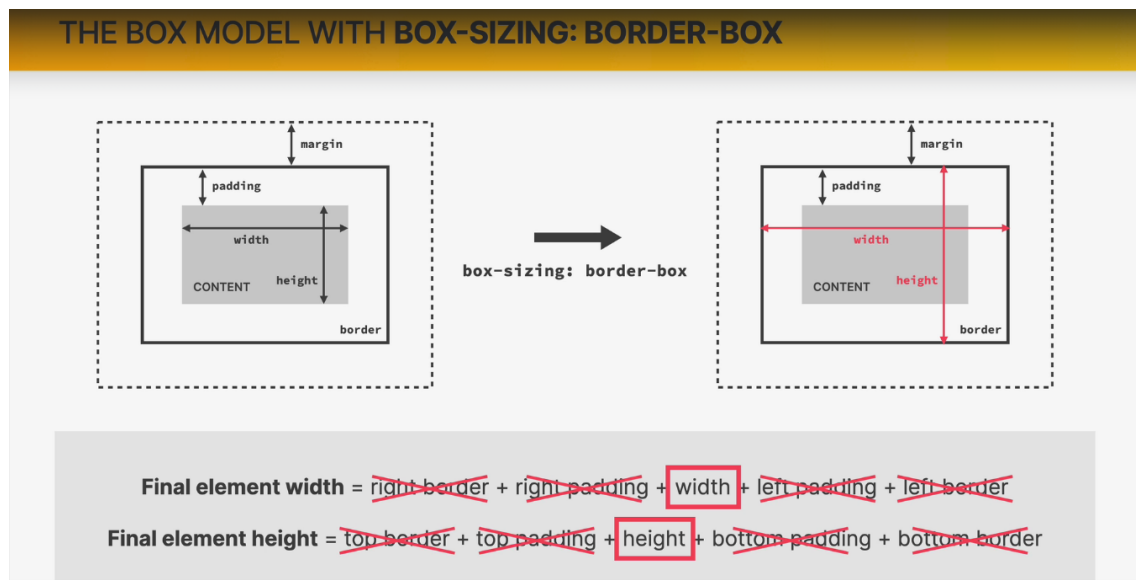 THE BOX MODEL WITH BOX-SIZING: BORDER-BOX
margin
padding
width
height
CONTENT
border
box-sizing: border-box
margin
padding
width
height
CONTENT
border
Final element width = right border + right padding + width + left padding + left border
Final element height = top border + top padding + height + bottom padding + bottom border